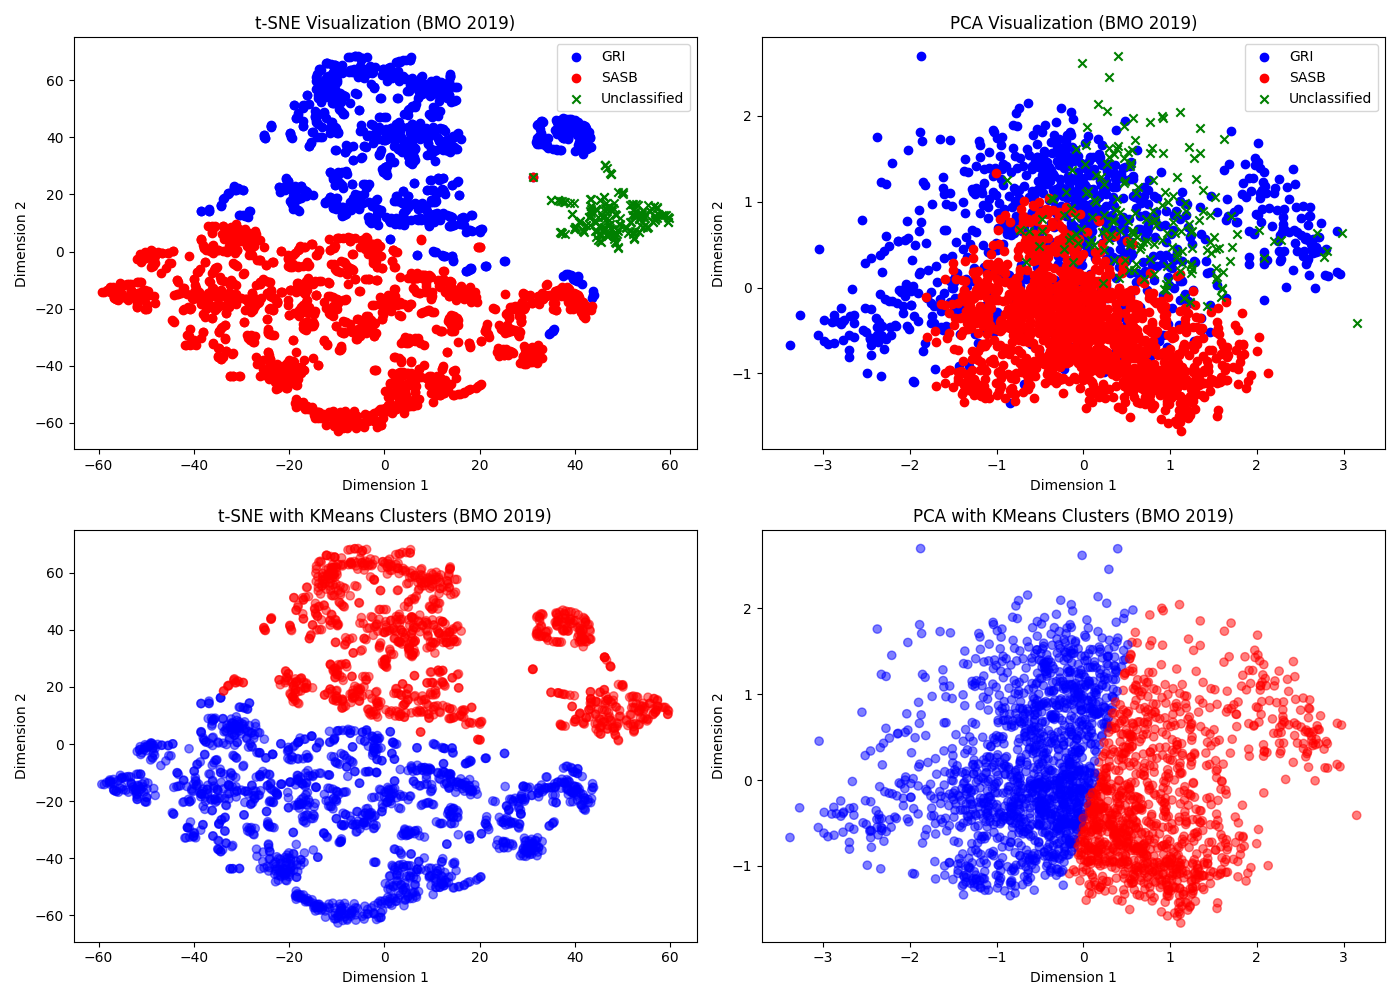 t-SNE Visualization (BMO 2019)
GRI
SASB
Unclassified
60
40
20
0
−20
−40
−60
Dimension 2
−60 −40 −20 0 20 40 60
Dimension 1
PCA Visualization (BMO 2019)
GRI
SASB
Unclassified
2
1
0
−1
Dimension 2
−3 −2 −1 0 1 2 3
Dimension 1
t-SNE with KMeans Clusters (BMO 2019)
60
40
20
0
−20
−40
−60
Dimension 2
−60 −40 −20 0 20 40 60
Dimension 1
PCA with KMeans Clusters (BMO 2019)
2
1
0
−1
Dimension 2
−3 −2 −1 0 1 2 3
Dimension 1